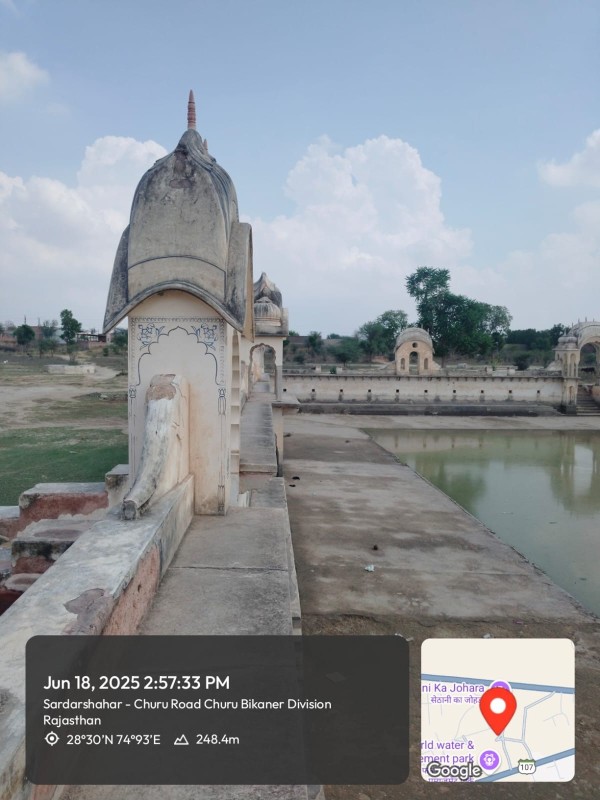 Jun 18, 2025 2:57:33 PM
Sardarshahar - Churu Road Churu Bikaner Division
Rajasthan
28°30'N 74°93'E 248.4m
ni Ka Johara
सेठानी का जोह
rld water &
ement park
Google
107